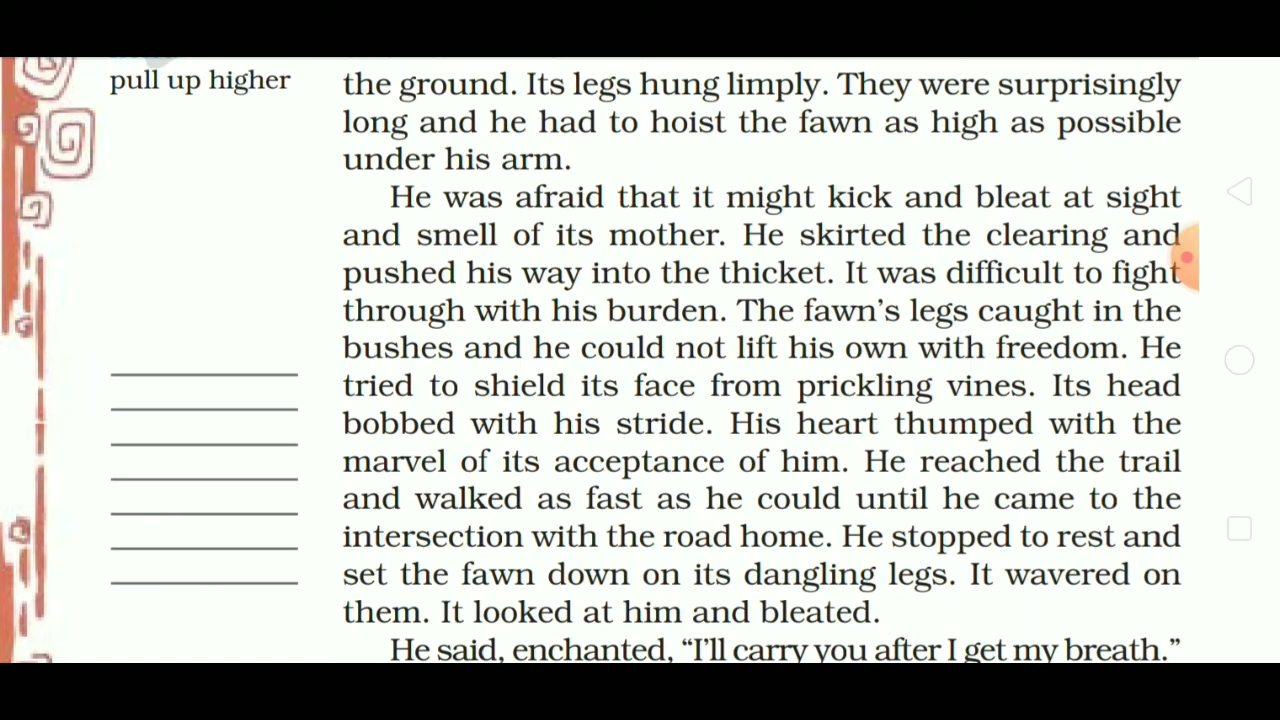 pull up higher
the ground. Its legs hung limply. They were surprisingly
long and he had to hoist the fawn as high as possible
under his arm.
He was afraid that it might kick and bleat at sight
and smell of its mother. He skirted the clearing and
pushed his way into the thicket. It was difficult to fight
through with his burden. The fawn’s legs caught in the
bushes and he could not lift his own with freedom. He
tried to shield its face from prickling vines. Its head
bobbed with his stride. His heart thumped with the
marvel of its acceptance of him. He reached the trail
and walked as fast as he could until he came to the
intersection with the road home. He stopped to rest and
set the fawn down on its dangling legs. It wavered on
them. It looked at him and bleated.
He said, enchanted, “I’ll carry you after I get my breath.”